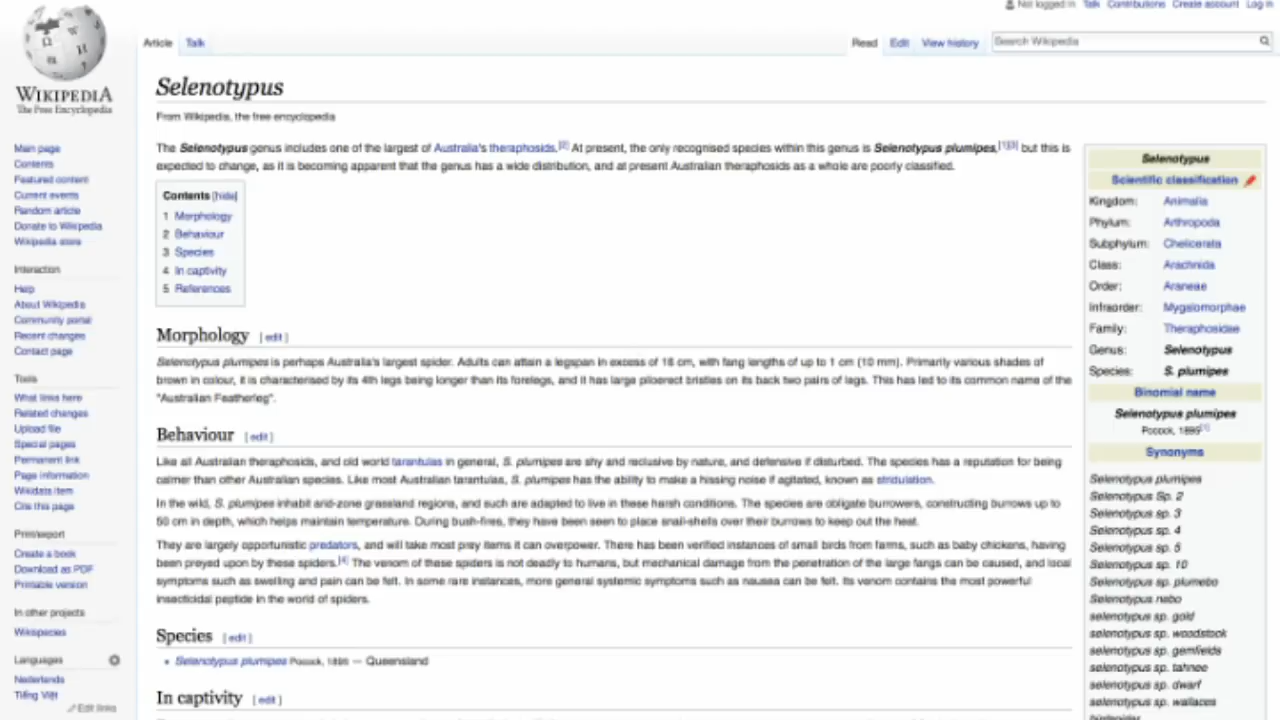 Not logged in Talk Contributions Create account Log in
Article Talk
Read Edit View history Search Wikipedia
WIKIPEDIA
The Free Encyclopedia
Main page
Contents
Featured content
Current events
Random article
Donate to Wikipedia
Wikipedia store
Interaction
Help
About Wikipedia
Community portal
Recent changes
Contact page
Tools
What links here
Related changes
Upload file
Special pages
Permanent link
Page information
Wikidata item
Cite this page
Print/export
Create a book
Download as PDF
Printable version
In other projects
Wikispecies
Languages
Nederlands
Tiếng Việt
Edit links
Selenotypus
From Wikipedia, the free encyclopedia
The Selenotypus genus includes one of the largest of Australia's theraphosids.[2] At present, the only recognised species within this genus is Selenotypus plumipes,[1][3] but this is
expected to change, as it is becoming apparent that the genus has a wide distribution, and at present Australian theraphosids as a whole are poorly classified.
Contents [hide]
1 Morphology
2 Behaviour
3 Species
4 In captivity
5 References
Morphology [ edit ]
Selenotypus plumipes is perhaps Australia's largest spider. Adults can attain a legspan in excess of 16 cm, with fang lengths of up to 1 cm (10 mm). Primarily various shades of
brown in colour, it is characterised by its 4th legs being longer than its forelegs, and it has large piloerect bristles on its back two pairs of legs. This has led to its common name of the
"Australian Featherleg".
Behaviour [ edit ]
Like all Australian theraphosids, and old world tarantulas in general, S. plumipes are shy and reclusive by nature, and defensive if disturbed. The species has a reputation for being
calmer than other Australian species. Like most Australian tarantulas, S. plumipes has the ability to make a hissing noise if agitated, known as stridulation.
In the wild, S. plumipes inhabit arid-zone grassland regions, and such are adapted to live in these harsh conditions. The species are obligate burrowers, constructing burrows up to
50 cm in depth, which helps maintain temperature. During bush-fires, they have been seen to place snail-shells over their burrows to keep out the heat.
They are largely opportunistic predators, and will take most prey items it can overpower. There has been verified instances of small birds from farms, such as baby chickens, having
been preyed upon by these spiders.[4] The venom of these spiders is not deadly to humans, but mechanical damage from the penetration of the large fangs can be caused, and local
symptoms such as swelling and pain can be felt. In some rare instances, more general systemic symptoms such as nausea can be felt. Its venom contains the most powerful
insecticidal peptide in the world of spiders.
Species [ edit ]
• Selenotypus plumipes Pocock, 1895 — Queensland
In captivity [ edit ]
Selenotypus
Scientific classification
Kingdom: Animalia
Phylum: Arthropoda
Subphylum: Chelicerata
Class: Arachnida
Order: Araneae
Infraorder: Mygalomorphae
Family: Theraphosidae
Genus: Selenotypus
Species: S. plumipes
Binomial name
Selenotypus plumipes
Pocock, 1895[1]
Synonyms
Selenotypus plumipes
Selenotypus Sp. 2
Selenotypus sp. 3
Selenotypus sp. 4
Selenotypus sp. 5
Selenotypus sp. 10
Selenotypus sp. plumebo
Selenotypus nebo
selenotypus sp. gold
selenotypus sp. woodstock
selenotypus sp. gemfields
selenotypus sp. tahnee
selenotypus sp. dwarf
selenotypus sp. wallaces